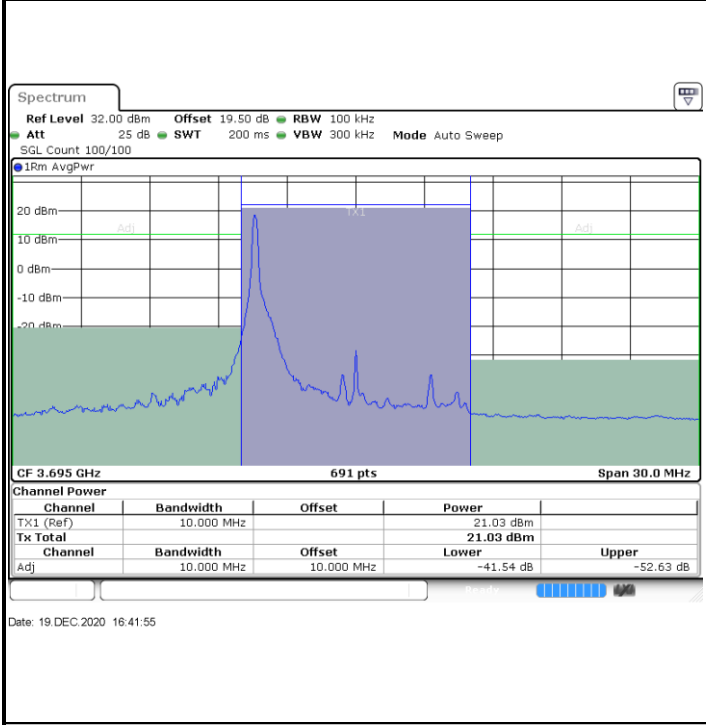 Spectrum
Ref Level 32.00 dBm Offset 19.50 dB RBW 100 kHz
Att 25 dB SWT 200 ms VBW 300 kHz Mode Auto Sweep
SGL Count 100/100
1Rm AvgPwr
20 dBm
TX1
Adj Adj
10 dBm
0 dBm
-10 dBm
-20 dBm
CF 3.695 GHz 691 pts Span 30.0 MHz
Channel Power
Channel Bandwidth Offset Power
TX1 (Ref) 10.000 MHz 21.03 dBm
Tx Total 21.03 dBm
Channel Bandwidth Offset Lower Upper
Adj 10.000 MHz 10.000 MHz -41.54 dB -52.63 dB
Ready
Date: 19.DEC.2020 16:41:55